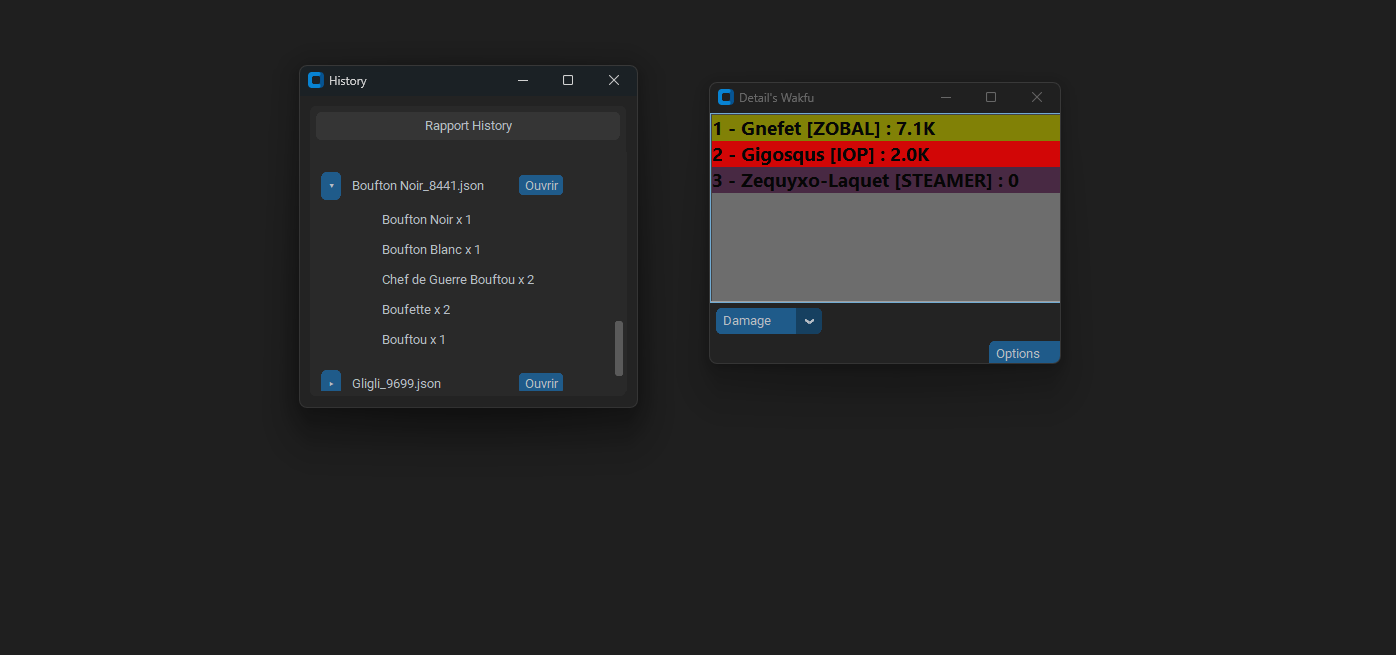 History
Rapport History
Boufton Noir_8441.json
Ouvrir
Boufton Noir x 1
Boufton Blanc x 1
Chef de Guerre Bouftou x 2
Boufette x 2
Bouftou x 1
Gligli_9699.json
Ouvrir
Detail's Wakfu
1 - Gnefet [ZOBAL] : 7.1K
2 - Gigosqus [IOP] : 2.0K
3 - Zequyxo-Laquet [STEAMER] : 0
Damage
Options